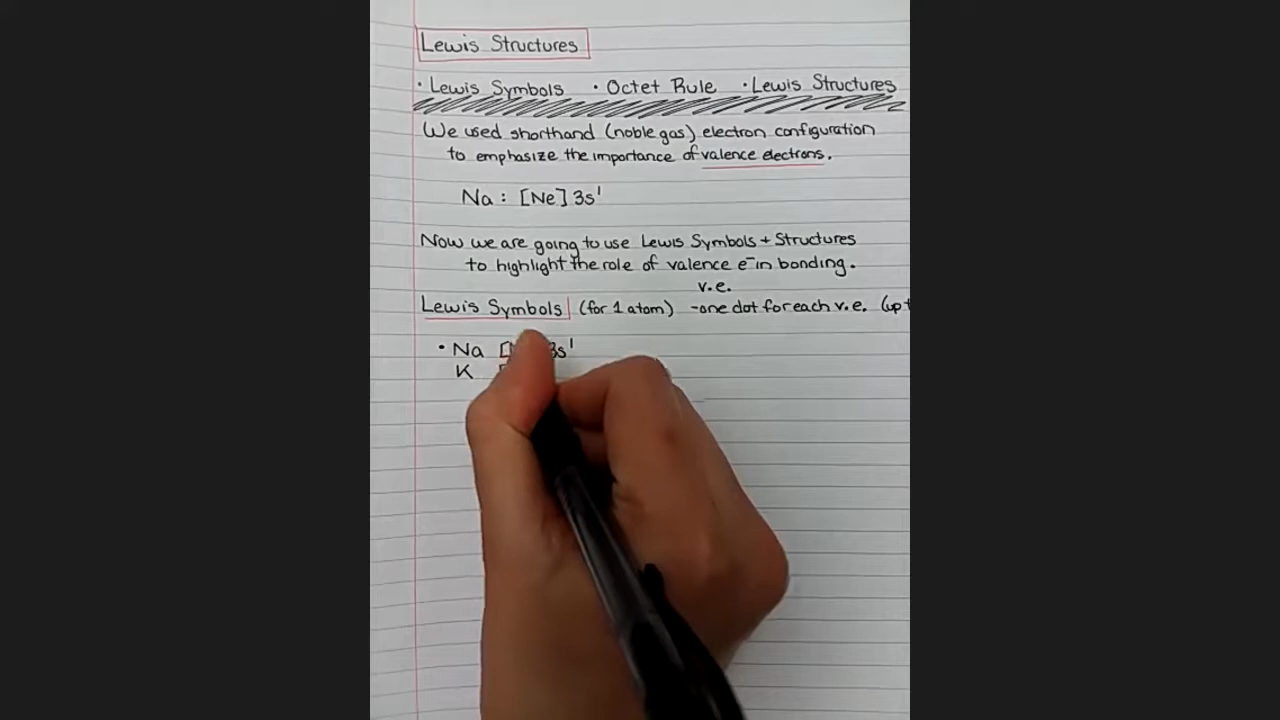 Lewis Structures
• Lewis Symbols • Octet Rule • Lewis Structures
We used shorthand (noble gas) electron configuration
to emphasize the importance of valence electrons.
Na: [Ne] 3s¹
Now we are going to use Lewis Symbols + Structures
to highlight the role of valence e⁻ in bonding.
v.e.
Lewis Symbols (for 1 atom) -one dot for each v.e. (up
• Na [ 3s¹
K [